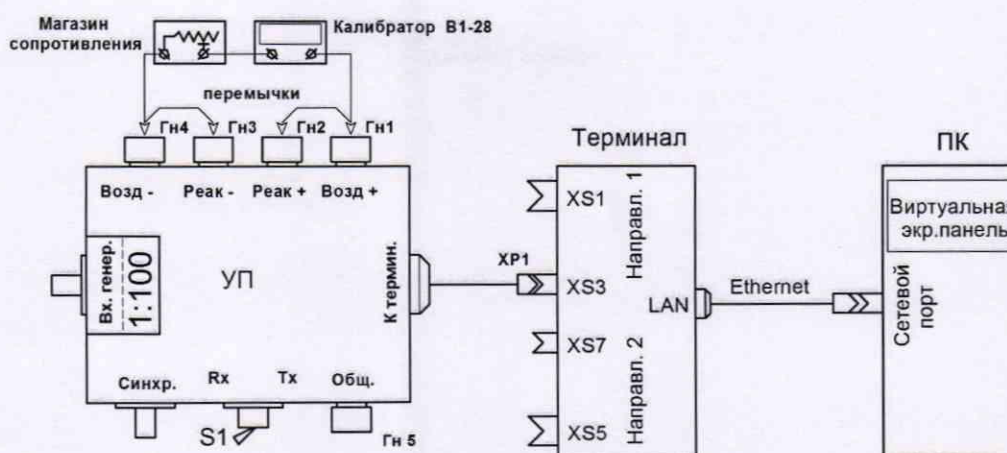 Магазин
сопротивления
Калибратор В1-28
перемычки
Гн4
Гн3
Гн2
Гн1
Возд -
Реак -
Реак +
Возд +
Вх. генер.
1:100
УП
К термин.
Синхр.
Rx
Tx
Общ.
S1
Гн 5
XP1
Терминал
XS1
XS3
XS7
XS5
Направл. 1
Направл. 2
LAN
Ethernet
ПК
Виртуальная
экр.панель
Сетевой
порт